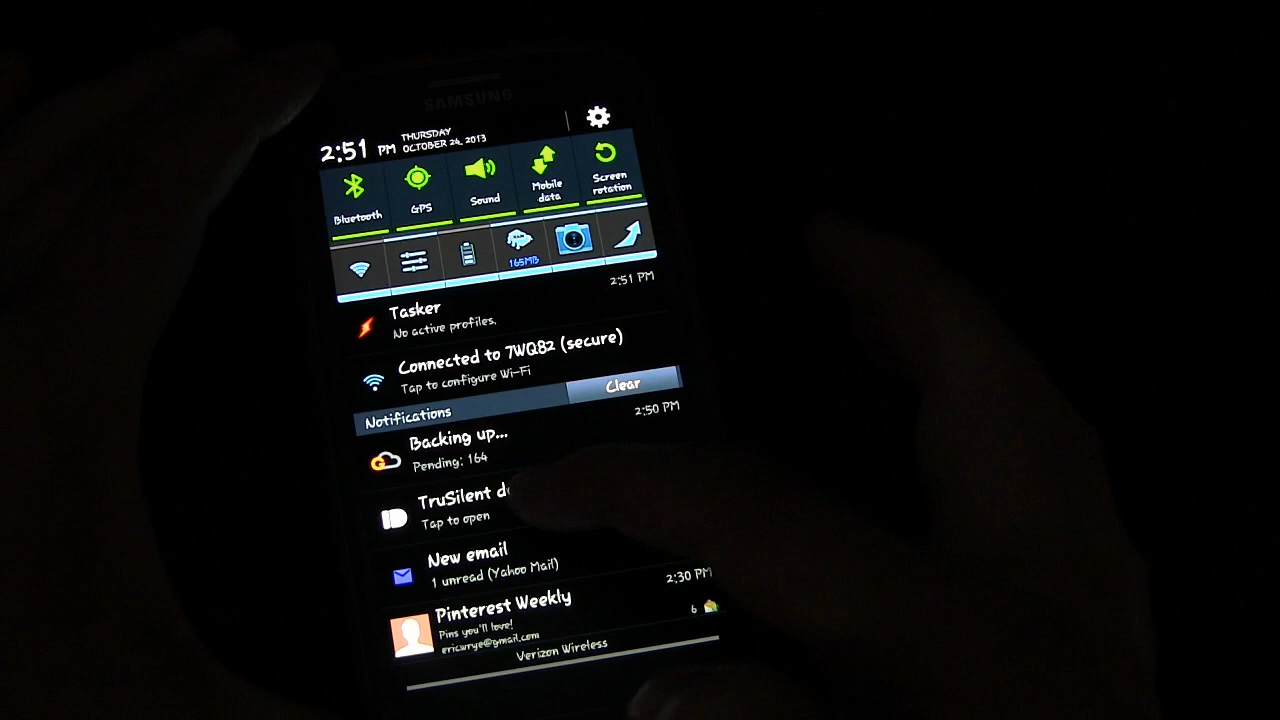 SAMSUNG
2:51 PM
THURSDAY
OCTOBER 24, 2013
Bluetooth
GPS
Sound
Mobile
data
Screen
rotation
165MB
2:51 PM
Tasker
No active profiles.
Connected to 7WQ82 (secure)
Tap to configure Wi-Fi
Notifications
Clear
2:50 PM
Backing up...
Pending: 164
TruSilent
Tap to open
New email
1 unread (Yahoo Mail)
2:30 PM
Pinterest Weekly
6
Pins you'll love!
ericwrye@gmail.com
Verizon Wireless